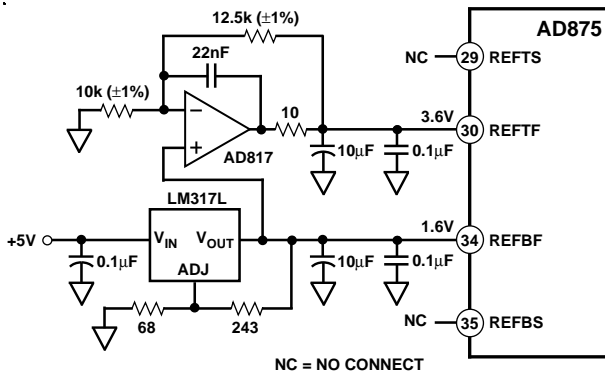 12.5k (±1%)
AD875
22nF
NC
29
REFTS
10k (±1%)
10
3.6V
30
REFTF
AD817
10μF
0.1μF
LM317L
1.6V
+5V
VIN
VOUT
34
REFBF
0.1μF
ADJ
10μF
0.1μF
68
243
NC
35
REFBS
NC = NO CONNECT